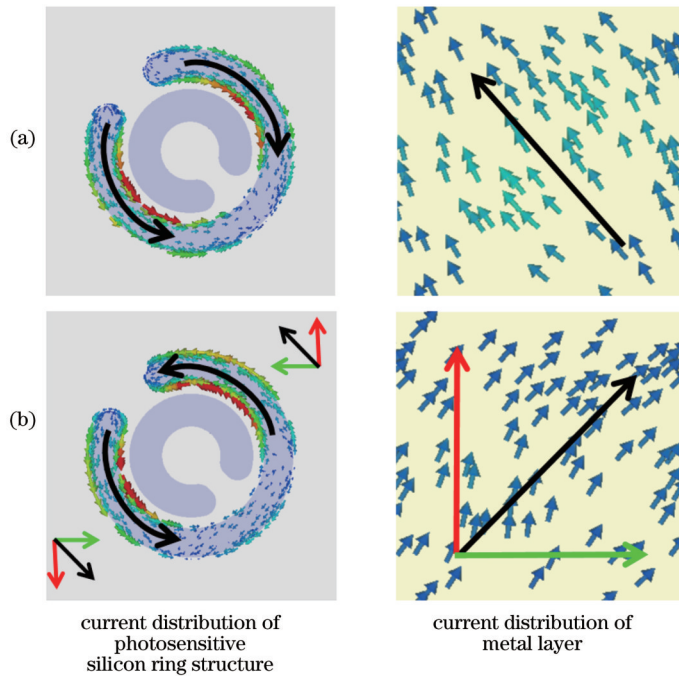 (a)
(b)
current distribution of
photosensitive
silicon ring structure
current distribution of
metal layer